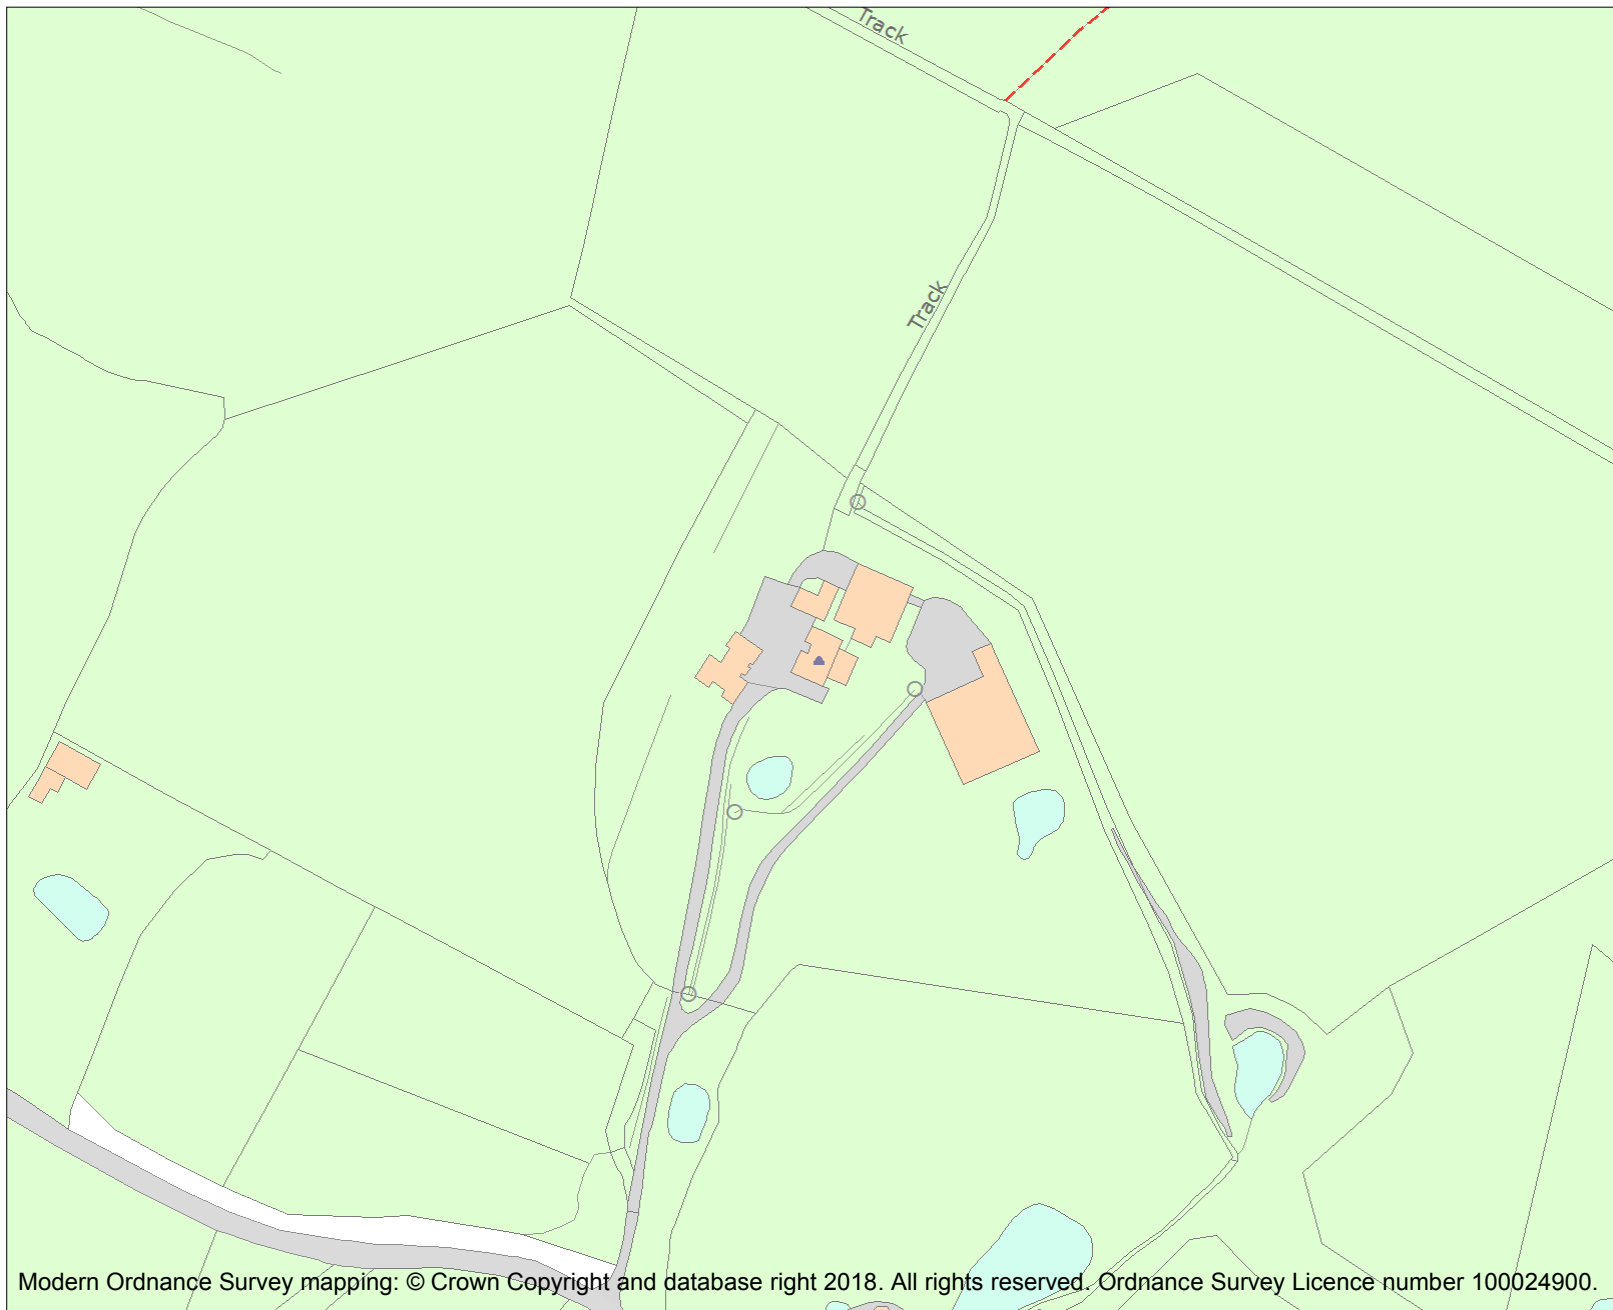 Track
Track
Modern Ordnance Survey mapping: © Crown Copyright and database right 2018. All rights reserved. Ordnance Survey Licence number 100024900.